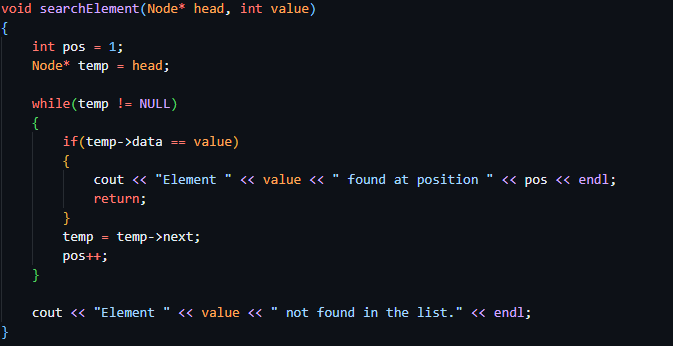 void searchElement(Node* head, int value)
{
    int pos = 1;
    Node* temp = head;

    while(temp != NULL)
    {
        if(temp->data == value)
        {
            cout << "Element " << value << " found at position " << pos << endl;
            return;
        }
        temp = temp->next;
        pos++;
    }

    cout << "Element " << value << " not found in the list." << endl;
}